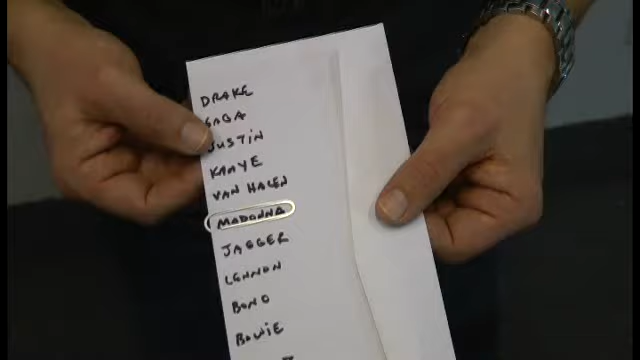 DRAKE
GAGA
JUSTIN
KANYE
VAN HALEN
MADONNA
JAGGER
LENNON
BONO
BOWIE